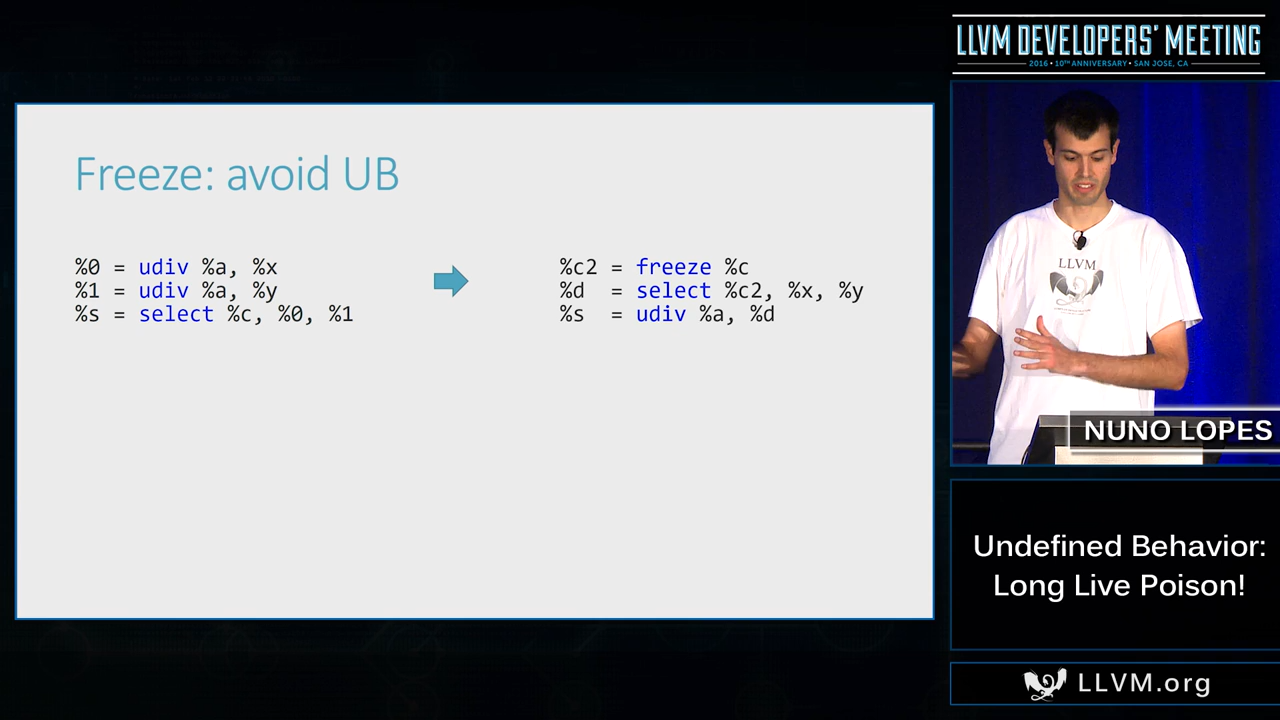 LLVM DEVELOPERS' MEETING
2016 • 10TH ANNIVERSARY • SAN JOSE, CA
Freeze: avoid UB
%0 = udiv %a, %x
%1 = udiv %a, %y
%s = select %c, %0, %1
%c2 = freeze %c
%d = select %c2, %x, %y
%s = udiv %a, %d
LLVM
NUNO LOPES
Undefined Behavior:
Long Live Poison!
LLVM.org